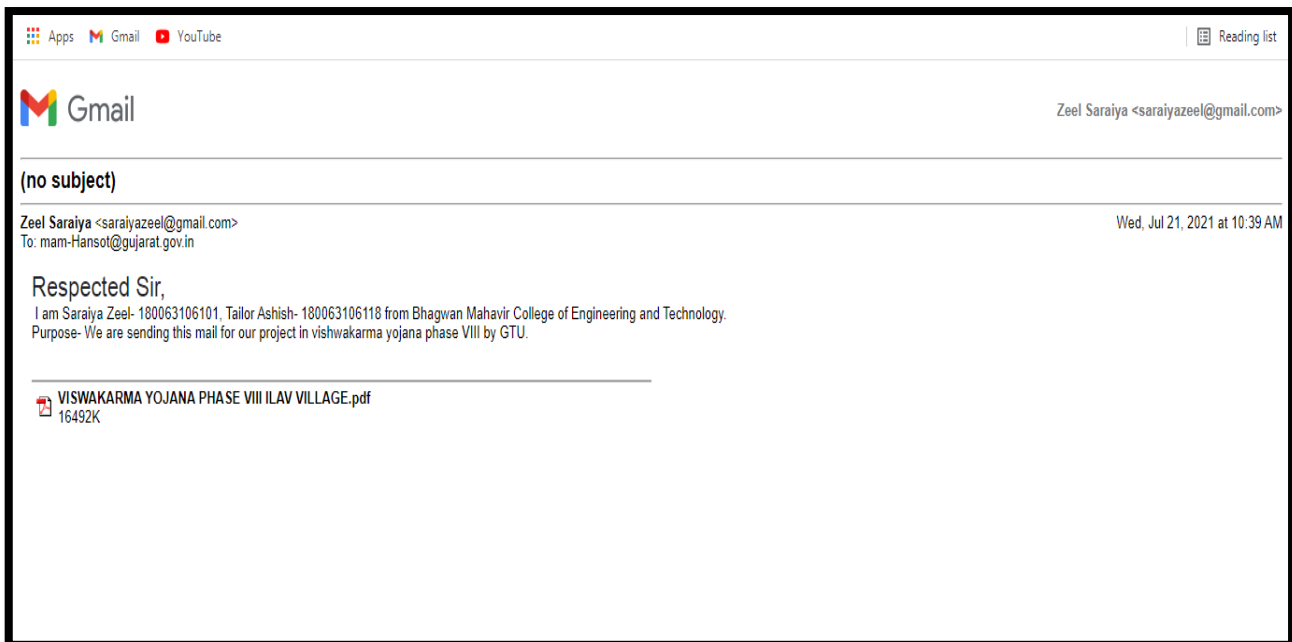 Apps Gmail YouTube Reading list
Gmail Zeel Saraiya <saraiyazeel@gmail.com>
(no subject)
Zeel Saraiya <saraiyazeel@gmail.com> Wed, Jul 21, 2021 at 10:39 AM
To: mam-Hansot@gujarat.gov.in
Respected Sir,
I am Saraiya Zeel- 180063106101, Tailor Ashish- 180063106118 from Bhagwan Mahavir College of Engineering and Technology.
Purpose- We are sending this mail for our project in vishwakarma yojana phase VIII by GTU.
VISWAKARMA YOJANA PHASE VIII ILAV VILLAGE.pdf
16492K